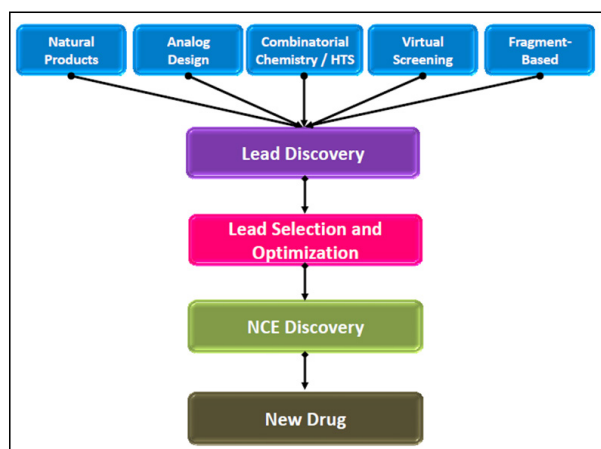 Natural
Products
Analog
Design
Combinatorial
Chemistry / HTS
Virtual
Screening
Fragment-
Based
Lead Discovery
Lead Selection and
Optimization
NCE Discovery
New Drug